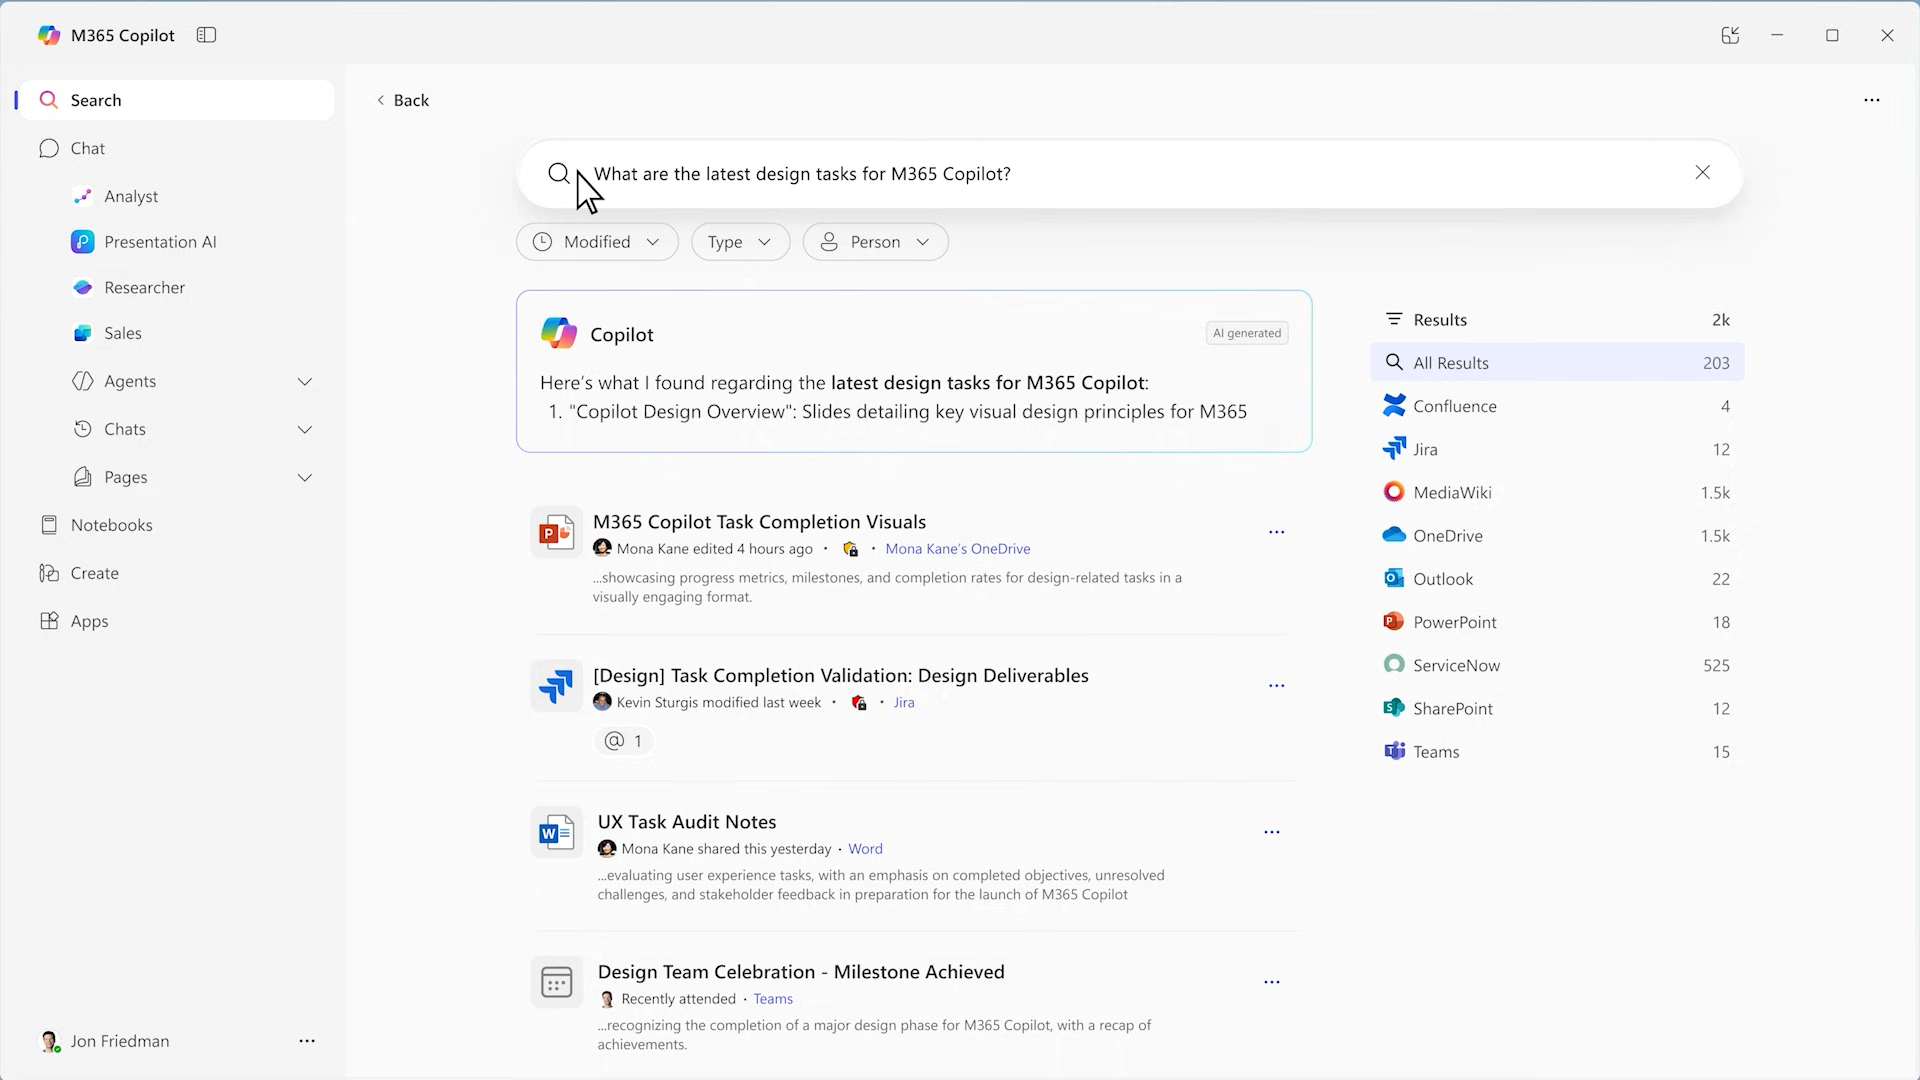 M365 Copilot
Search
Chat
Analyst
Presentation AI
Researcher
Sales
Agents
Chats
Pages
Notebooks
Create
Apps
Jon Friedman
Back
What are the latest design tasks for M365 Copilot?
Modified
Type
Person
Copilot
AI generated
Here's what I found regarding the latest design tasks for M365 Copilot:
1. "Copilot Design Overview": Slides detailing key visual design principles for M365
M365 Copilot Task Completion Visuals
Mona Kane edited 4 hours ago · · Mona Kane's OneDrive
...showcasing progress metrics, milestones, and completion rates for design-related tasks in a
visually engaging format.
[Design] Task Completion Validation: Design Deliverables
Kevin Sturgis modified last week · · Jira
@ 1
UX Task Audit Notes
Mona Kane shared this yesterday · Word
...evaluating user experience tasks, with an emphasis on completed objectives, unresolved
challenges, and stakeholder feedback in preparation for the launch of M365 Copilot
Design Team Celebration - Milestone Achieved
Recently attended · Teams
...recognizing the completion of a major design phase for M365 Copilot, with a recap of
achievements.
Results 2k
All Results 203
Confluence 4
Jira 12
MediaWiki 1.5k
OneDrive 1.5k
Outlook 22
PowerPoint 18
ServiceNow 525
SharePoint 12
Teams 15